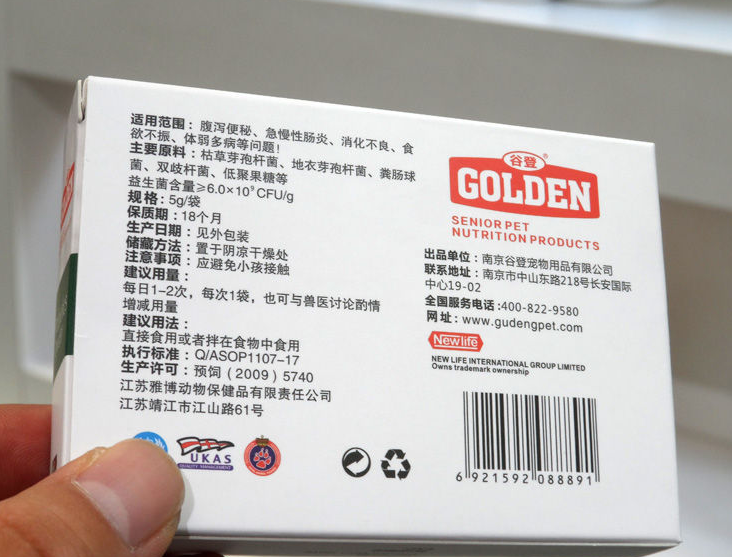 适用范围：腹泻便秘、急慢性肠炎、消化不良、食
欲不振、体弱多病等问题！
主要原料：枯草芽孢杆菌、地衣芽孢杆菌、粪肠球
菌、双歧杆菌、低聚果糖等
益生菌含量≥6.0×10⁹CFU/g
规格：5g/袋
保质期：18个月
生产日期：见外包装
储藏方法：置于阴凉干燥处
注意事项：应避免小孩接触
建议用量：
每日1-2次，每次1袋，也可与兽医讨论酌情
增减用量
建议用法：
直接食用或者拌在食物中食用
执行标准：Q/ASOP1107-17
生产许可：预饲（2009）5740
江苏雅博动物保健品有限责任公司
江苏靖江市江山路61号
UKAS
QUALITY MANAGEMENT
谷登®
GOLDEN
SENIOR PET
NUTRITION PRODUCTS
出品单位：南京谷登宠物用品有限公司
联系地址：南京市中山东路218号长安国际
中心19-02
全国服务电话:400-822-9580
网址：www.gudengpet.com
Newlife
NEW LIFE INTERNATIONAL GROUP LIMITED
Owns trademark ownership
6 921592 088891